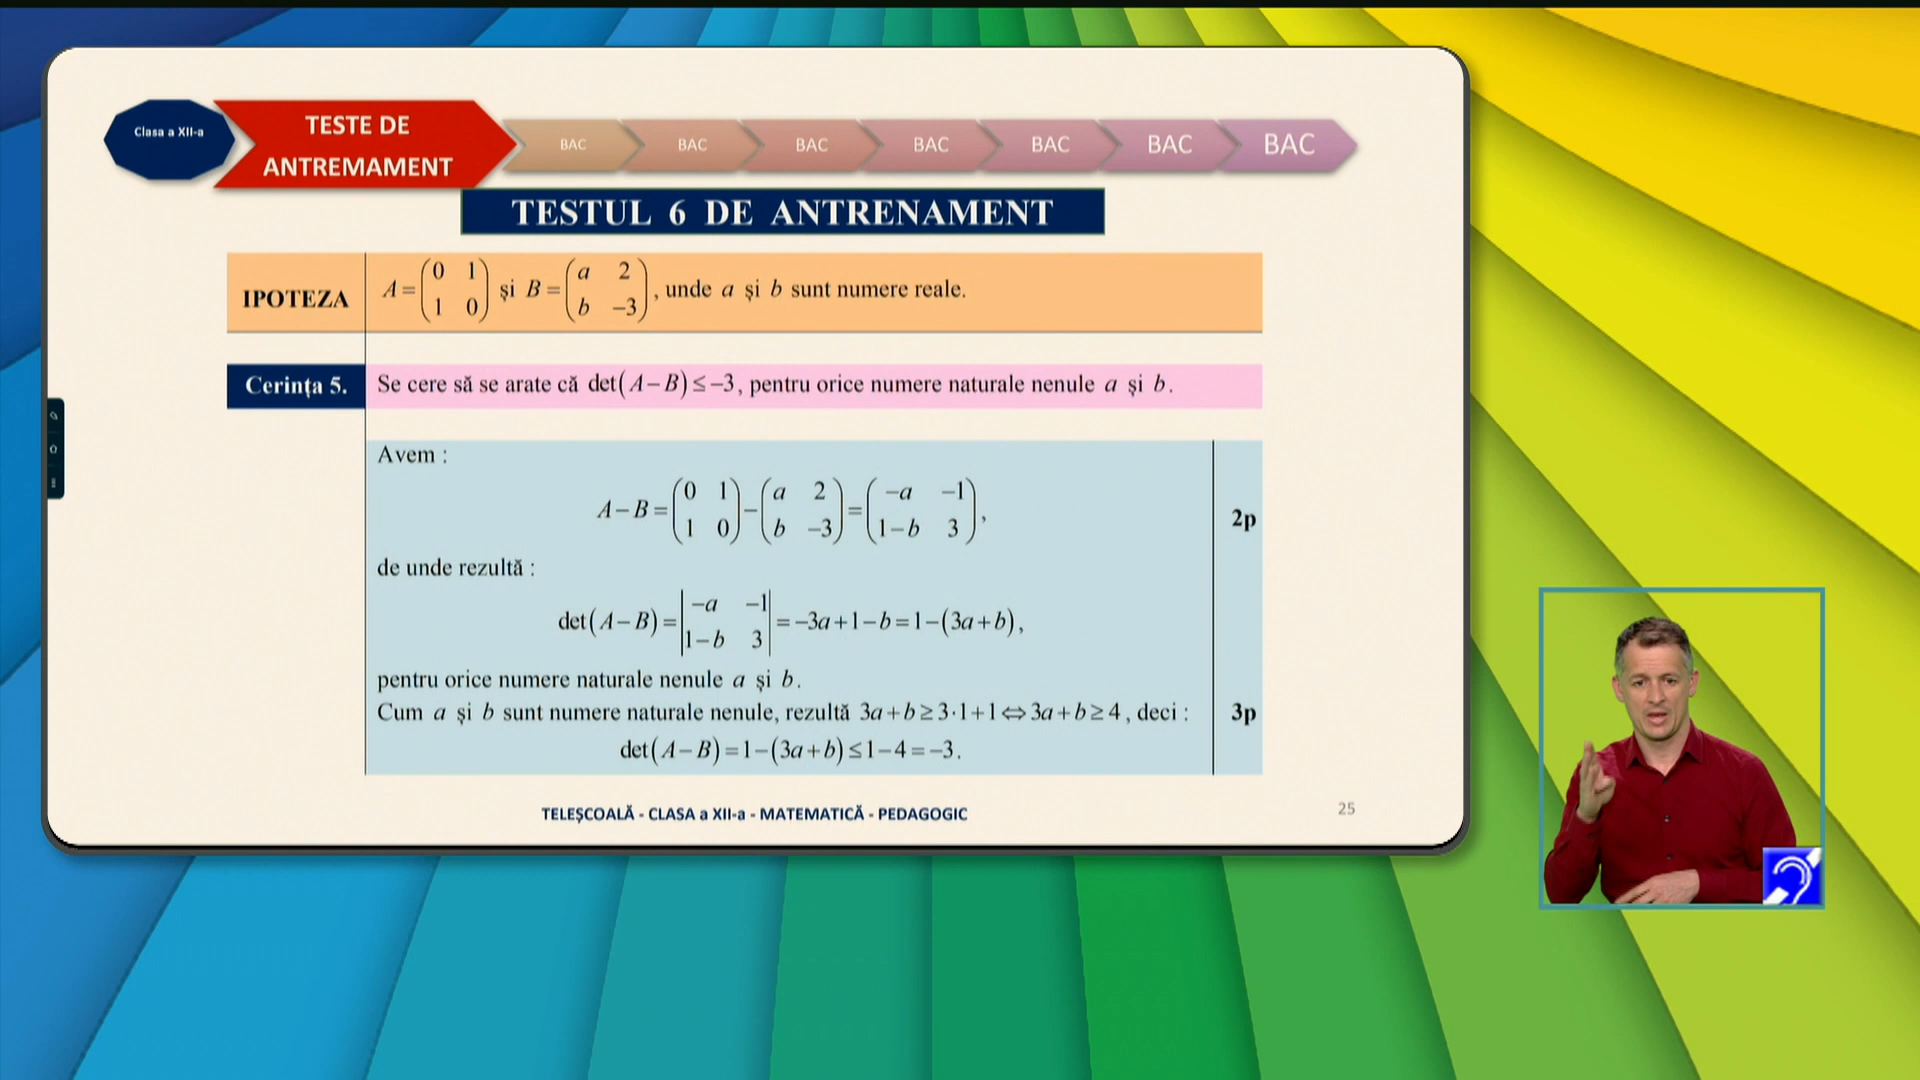 Clasa a XII-a
TESTE DE
ANTREMAMENT
BAC BAC BAC BAC BAC BAC BAC
TESTUL 6 DE ANTRENAMENT
IPOTEZA
A = (0 1; 1 0) și B = (a 2; b −3), unde a și b sunt numere reale.
Cerința 5.
Se cere să se arate că det(A−B) ≤ −3, pentru orice numere naturale nenule a și b.
Avem :
A−B = (0 1; 1 0) − (a 2; b −3) = (−a −1; 1−b 3),
2p
de unde rezultă :
det(A−B) = |−a −1; 1−b 3| = −3a+1−b = 1−(3a+b),
pentru orice numere naturale nenule a și b.
Cum a și b sunt numere naturale nenule, rezultă 3a+b ≥ 3·1+1 ⇔ 3a+b ≥ 4, deci :
3p
det(A−B) = 1−(3a+b) ≤ 1−4 = −3.
TELEȘCOALĂ - CLASA a XII-a - MATEMATICĂ - PEDAGOGIC
25